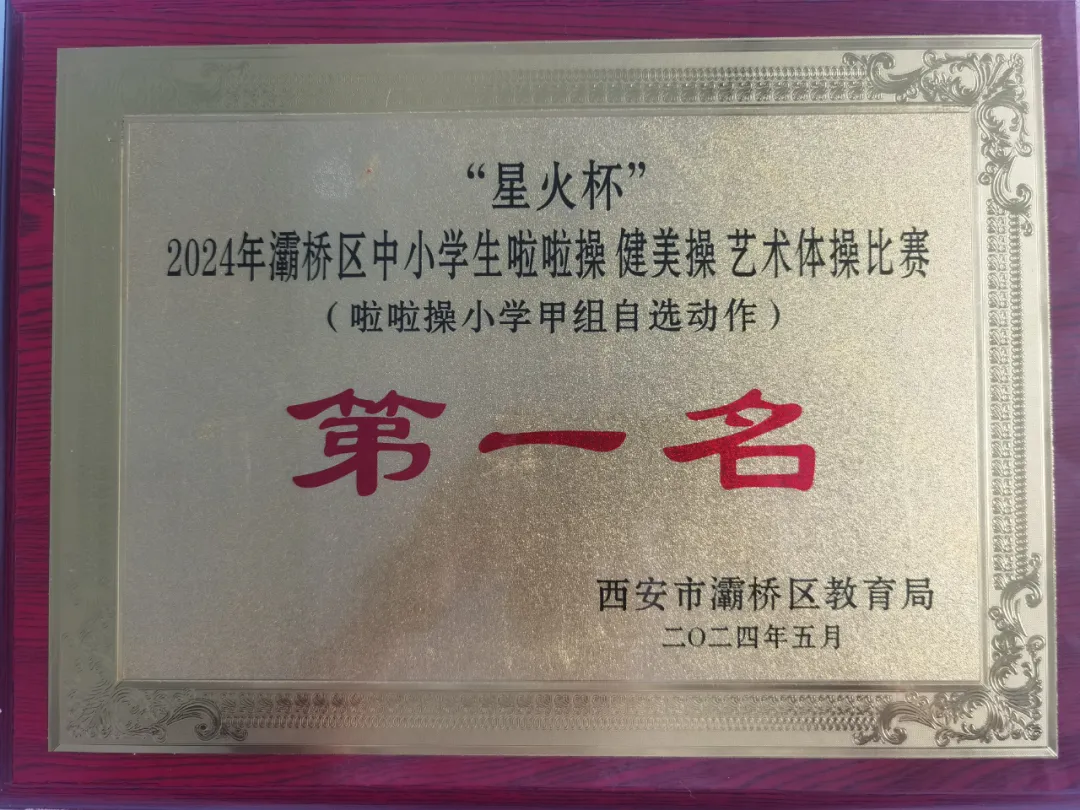 “星火杯”
2024年灞桥区中小学生啦啦操 健美操 艺术体操比赛
（啦啦操小学甲组自选动作）
第一名
西安市灞桥区教育局
二〇二四年五月